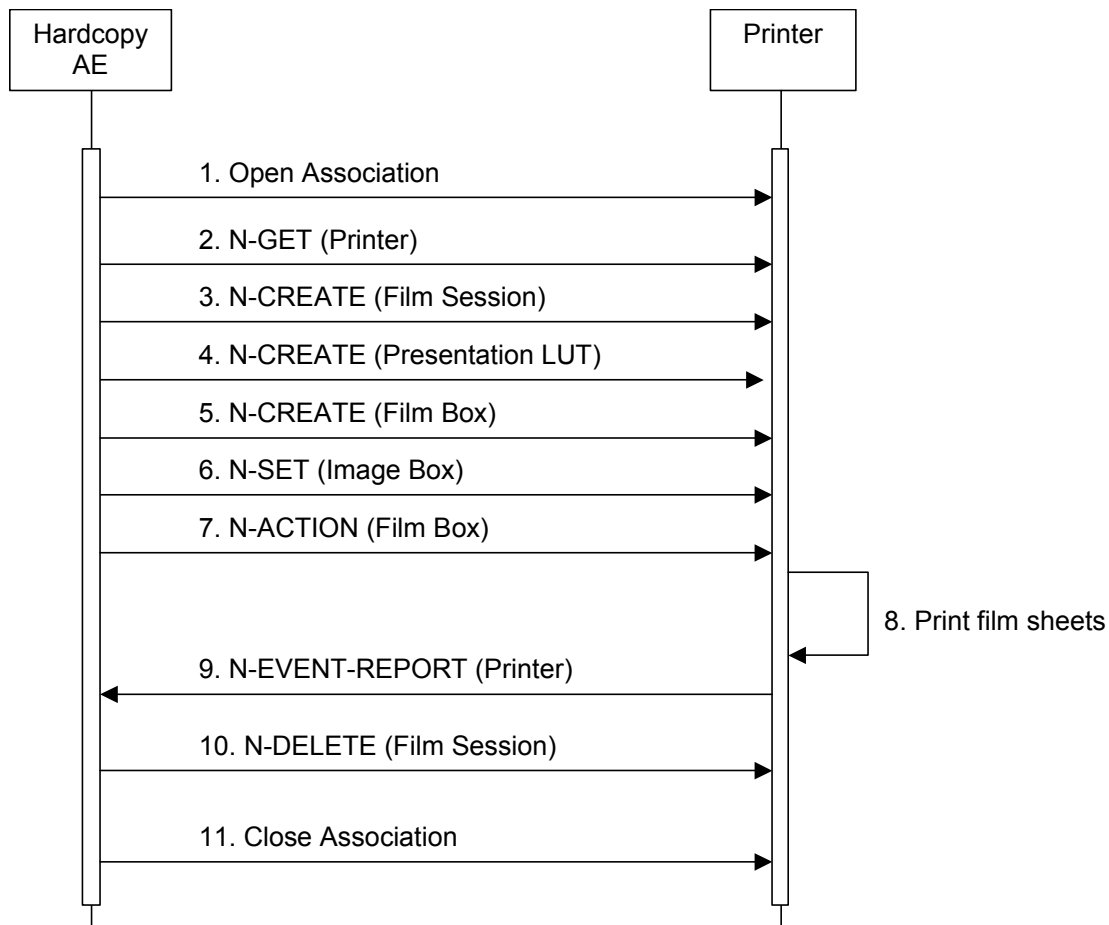 Hardcopy
AE
Printer
1. Open Association
2. N-GET (Printer)
3. N-CREATE (Film Session)
4. N-CREATE (Presentation LUT)
5. N-CREATE (Film Box)
6. N-SET (Image Box)
7. N-ACTION (Film Box)
8. Print film sheets
9. N-EVENT-REPORT (Printer)
10. N-DELETE (Film Session)
11. Close Association